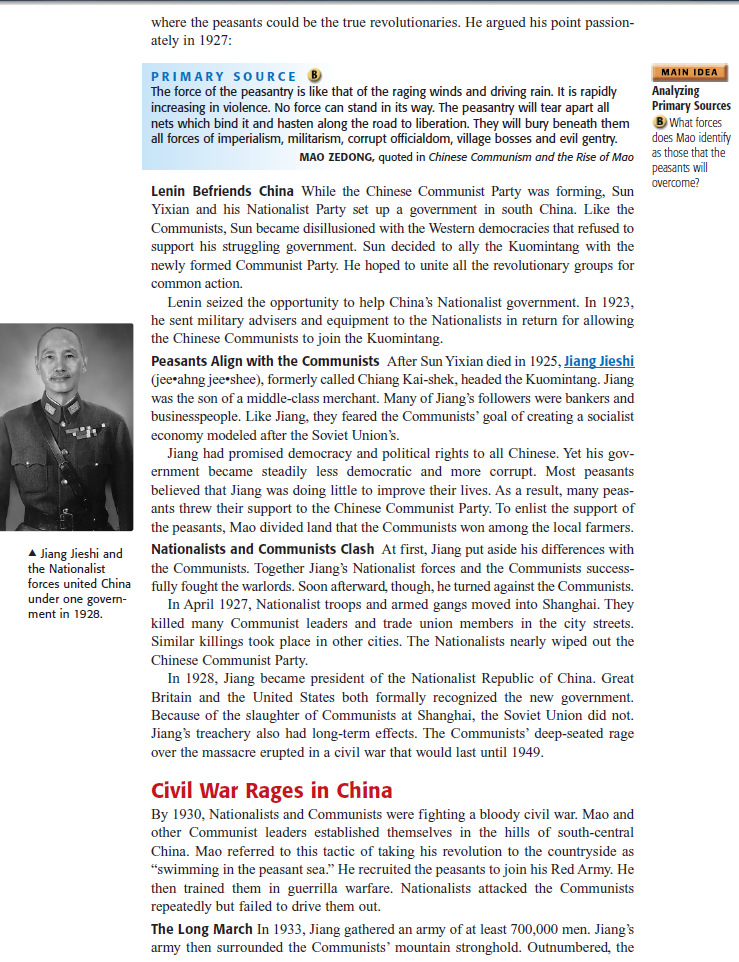 where the peasants could be the true revolutionaries. He argued his point passion-
ately in 1927:
PRIMARY SOURCE B
The force of the peasantry is like that of the raging winds and driving rain. It is rapidly
increasing in violence. No force can stand in its way. The peasantry will tear apart all
nets which bind it and hasten along the road to liberation. They will bury beneath them
all forces of imperialism, militarism, corrupt officialdom, village bosses and evil gentry.
MAO ZEDONG, quoted in Chinese Communism and the Rise of Mao
MAIN IDEA
Analyzing
Primary Sources
B What forces
does Mao identify
as those that the
peasants will
overcome?
Lenin Befriends China While the Chinese Communist Party was forming, Sun
Yixian and his Nationalist Party set up a government in south China. Like the
Communists, Sun became disillusioned with the Western democracies that refused to
support his struggling government. Sun decided to ally the Kuomintang with the
newly formed Communist Party. He hoped to unite all the revolutionary groups for
common action.
Lenin seized the opportunity to help China's Nationalist government. In 1923,
he sent military advisers and equipment to the Nationalists in return for allowing
the Chinese Communists to join the Kuomintang.
Peasants Align with the Communists After Sun Yixian died in 1925, Jiang Jieshi
(jee•ahng jee•shee), formerly called Chiang Kai-shek, headed the Kuomintang. Jiang
was the son of a middle-class merchant. Many of Jiang's followers were bankers and
businesspeople. Like Jiang, they feared the Communists' goal of creating a socialist
economy modeled after the Soviet Union's.
Jiang had promised democracy and political rights to all Chinese. Yet his gov-
ernment became steadily less democratic and more corrupt. Most peasants
believed that Jiang was doing little to improve their lives. As a result, many peas-
ants threw their support to the Chinese Communist Party. To enlist the support of
the peasants, Mao divided land that the Communists won among the local farmers.
▲ Jiang Jieshi and
the Nationalist
forces united China
under one govern-
ment in 1928.
Nationalists and Communists Clash At first, Jiang put aside his differences with
the Communists. Together Jiang's Nationalist forces and the Communists success-
fully fought the warlords. Soon afterward, though, he turned against the Communists.
In April 1927, Nationalist troops and armed gangs moved into Shanghai. They
killed many Communist leaders and trade union members in the city streets.
Similar killings took place in other cities. The Nationalists nearly wiped out the
Chinese Communist Party.
In 1928, Jiang became president of the Nationalist Republic of China. Great
Britain and the United States both formally recognized the new government.
Because of the slaughter of Communists at Shanghai, the Soviet Union did not.
Jiang's treachery also had long-term effects. The Communists' deep-seated rage
over the massacre erupted in a civil war that would last until 1949.
Civil War Rages in China
By 1930, Nationalists and Communists were fighting a bloody civil war. Mao and
other Communist leaders established themselves in the hills of south-central
China. Mao referred to this tactic of taking his revolution to the countryside as
“swimming in the peasant sea.” He recruited the peasants to join his Red Army. He
then trained them in guerrilla warfare. Nationalists attacked the Communists
repeatedly but failed to drive them out.
The Long March In 1933, Jiang gathered an army of at least 700,000 men. Jiang's
army then surrounded the Communists' mountain stronghold. Outnumbered, the